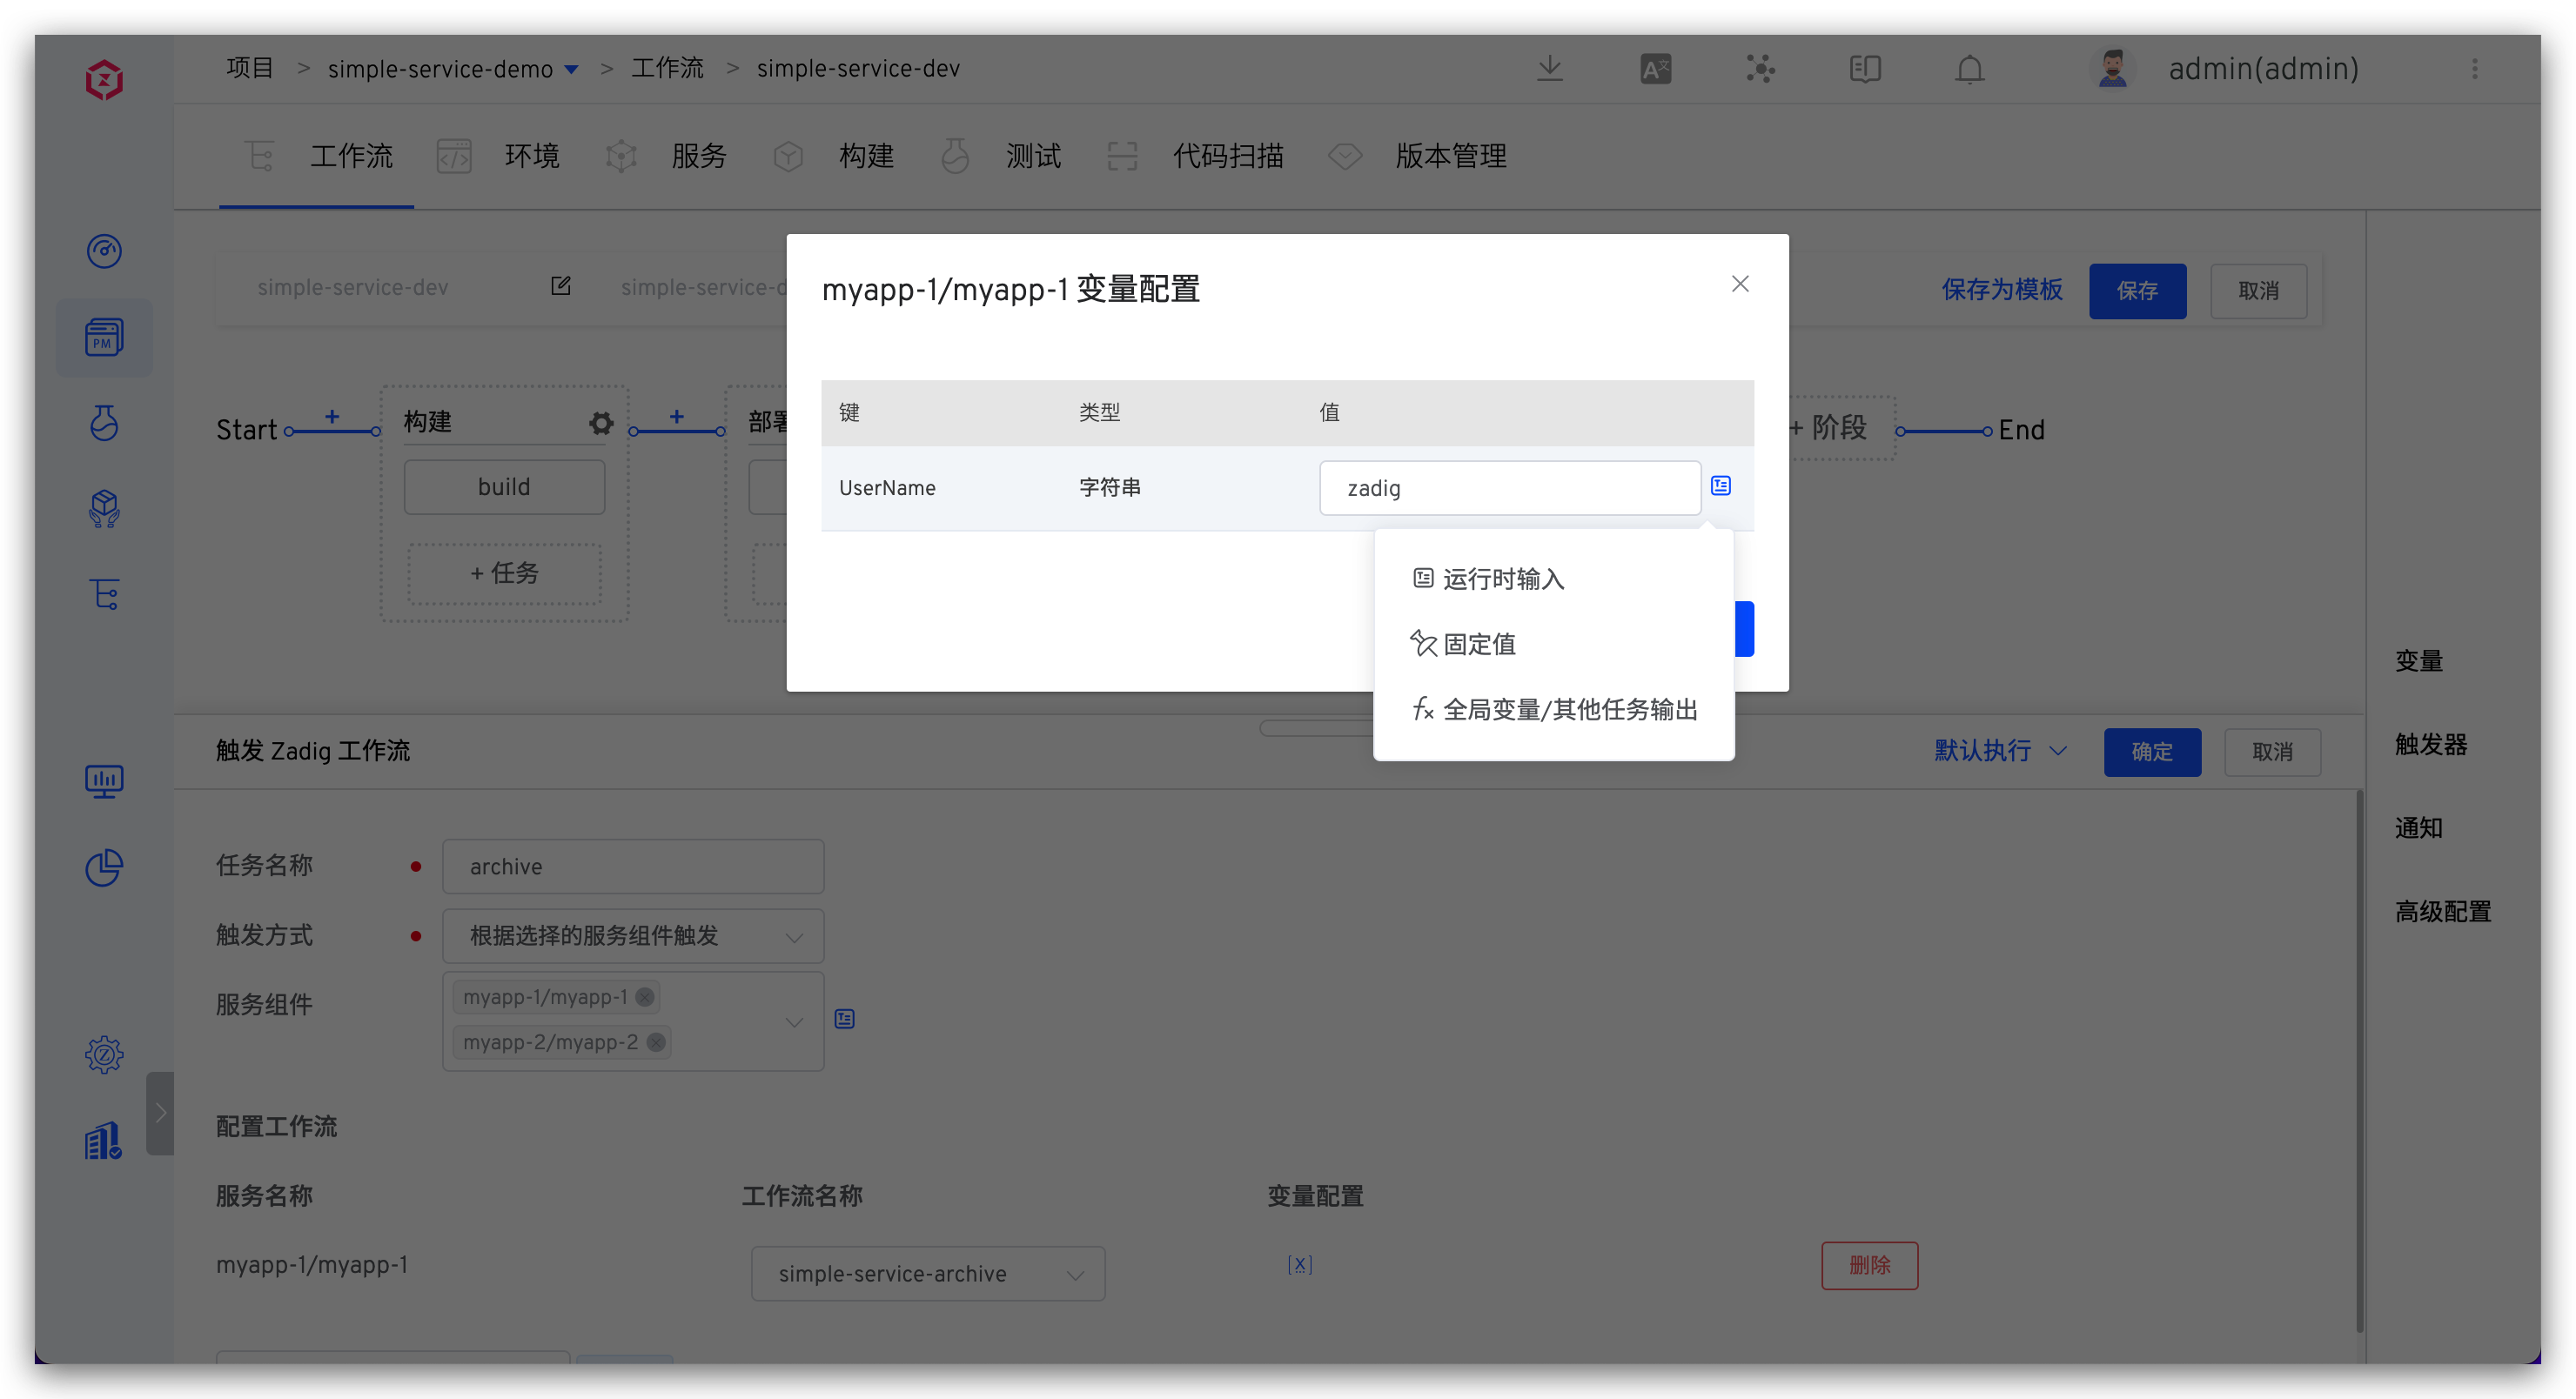 项目 > simple-service-demo > 工作流 > simple-service-dev
admin(admin)
工作流 环境 服务 构建 测试 代码扫描 版本管理
PM
simple-service-dev simple-service-d
保存为模板 保存 取消
myapp-1/myapp-1 变量配置
键 类型 值
UserName 字符串 zadig
运行时输入
固定值
全局变量/其他任务输出
Start 构建 部署 + 阶段 End
build
+ 任务
变量
触发器
通知
高级配置
触发 Zadig 工作流 默认执行 确定 取消
任务名称 archive
触发方式 根据选择的服务组件触发
服务组件 myapp-1/myapp-1
myapp-2/myapp-2
配置工作流
服务名称 工作流名称 变量配置
myapp-1/myapp-1 simple-service-archive [x] 删除